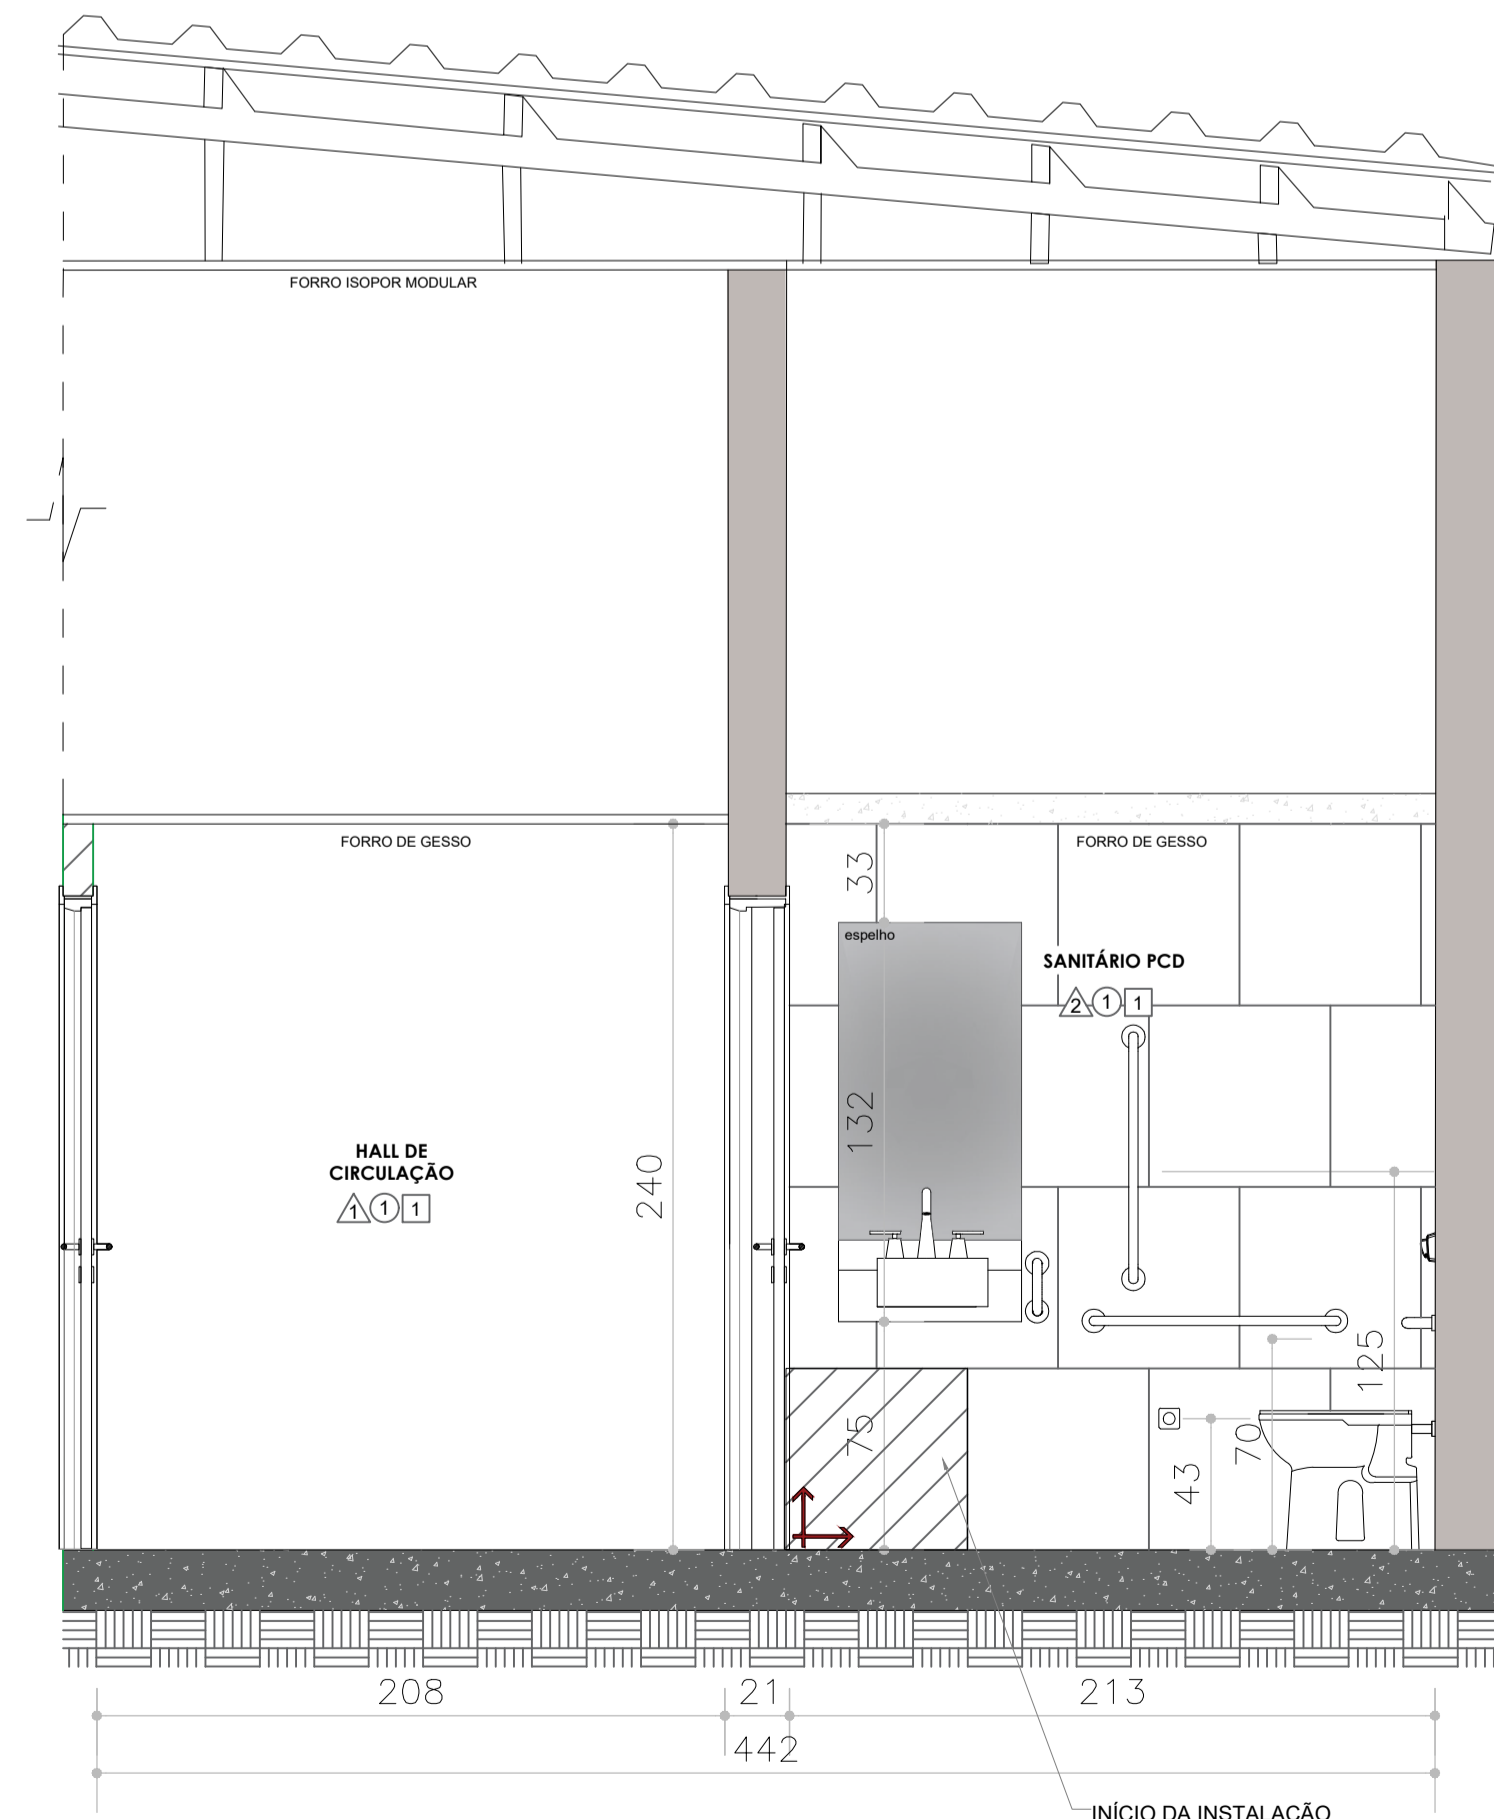 FORRO ISOPOR MODULAR
FORRO DE GESSO
FORRO DE GESSO
33
espelho
SANITÁRIO PCD
2 1 1
132
HALL DE
CIRCULAÇÃO
1 1 1
240
125
75
70
43
208
21
213
442
INÍCIO DA INSTALAÇÃO